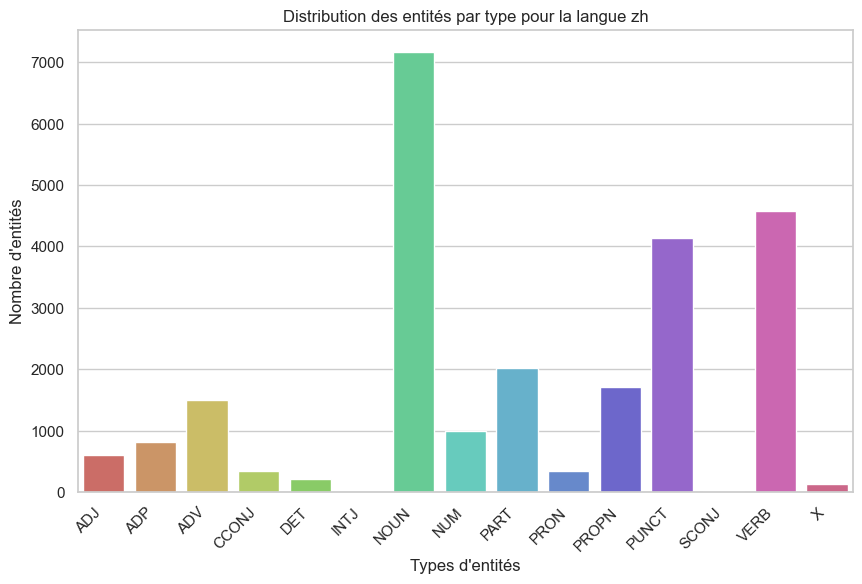 Distribution des entités par type pour la langue zh
Nombre d'entités
7000
6000
5000
4000
3000
2000
1000
0
ADJ
ADP
ADV
CCONJ
DET
INTJ
NOUN
NUM
PART
PRON
PROPN
PUNCT
SCONJ
VERB
X
Types d'entités